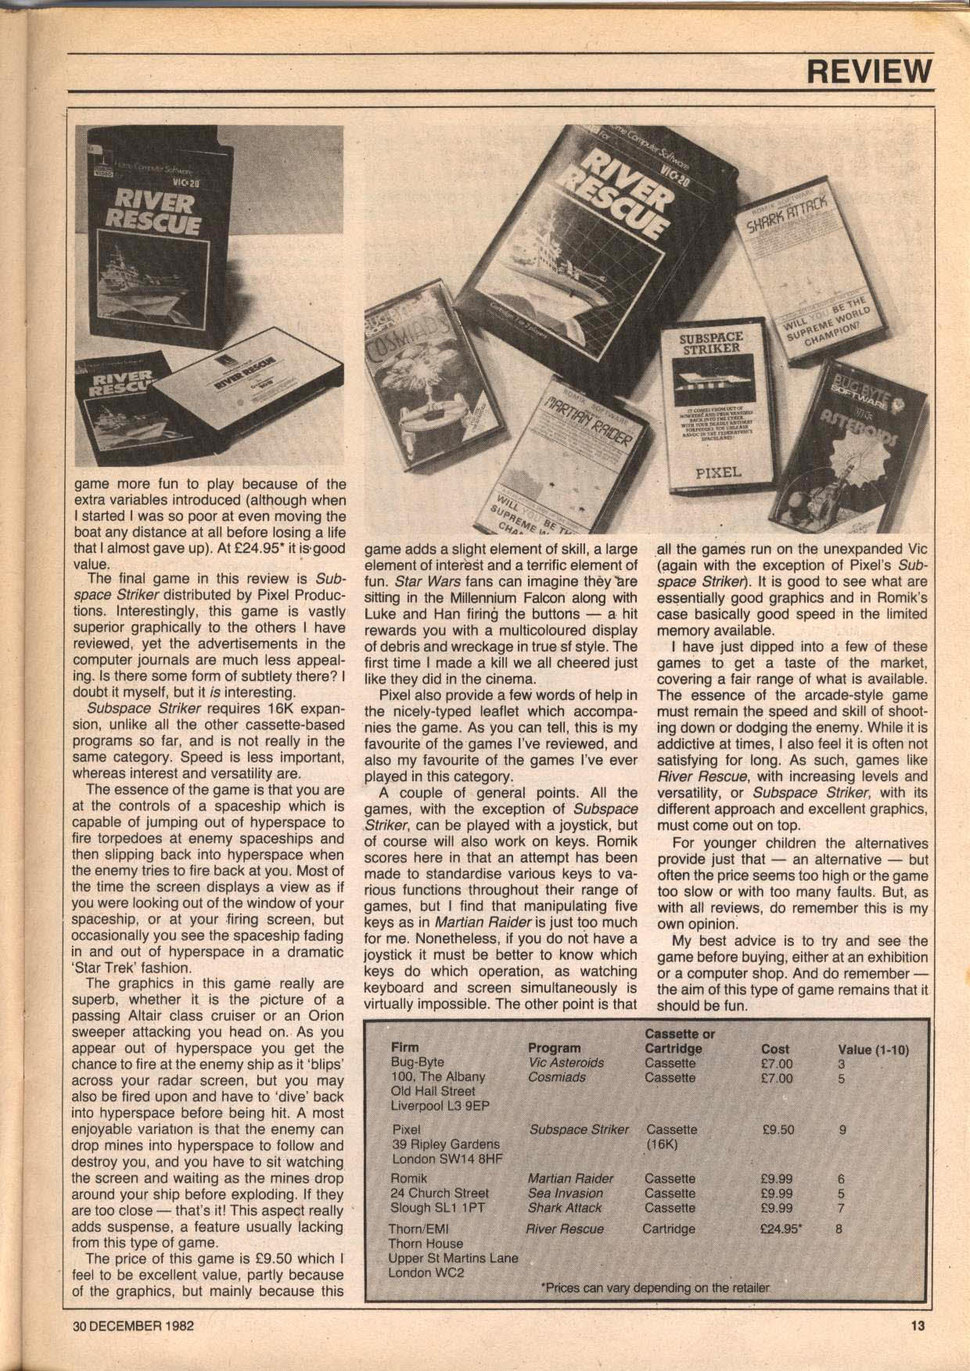 REVIEW
Home Computer Software
VIC·20
RIVER
RESCUE
RIVER
RESCUE
RIVER RESCUE
Home Computer Software
VIC·20
RIVER
RESCUE
SHARK ATTACK
WILL YOU BE THE
SUPREME WORLD
CHAMPION?
COSMIADS
MARTIAN RAIDER
WILL YOU BE THE
SUPREME W
SUBSPACE
STRIKER
IT COMES FROM OUT OF
NOWHERE AND THEN VANISHES
BACK INTO THE ETHER
WITH YOUR DEADLY ANTIMAT
TORPEDOES YOU UNLEASH
HAVOC IN THE FEDERATION'S
SPACELANES!
PIXEL
BUG-BYTE
SOFTWARE
VIC
ASTEROIDS
game more fun to play because of the
extra variables introduced (although when
I started I was so poor at even moving the
boat any distance at all before losing a life
that I almost gave up). At £24.95* it is good
value.
The final game in this review is Sub-
space Striker distributed by Pixel Produc-
tions. Interestingly, this game is vastly
superior graphically to the others I have
reviewed, yet the advertisements in the
computer journals are much less appeal-
ing. Is there some form of subtlety there? I
doubt it myself, but it is interesting.
Subspace Striker requires 16K expan-
sion, unlike all the other cassette-based
programs so far, and is not really in the
same category. Speed is less important,
whereas interest and versatility are.
The essence of the game is that you are
at the controls of a spaceship which is
capable of jumping out of hyperspace to
fire torpedoes at enemy spaceships and
then slipping back into hyperspace when
the enemy tries to fire back at you. Most of
the time the screen displays a view as if
you were looking out of the window of your
spaceship, or at your firing screen, but
occasionally you see the spaceship fading
in and out of hyperspace in a dramatic
'Star Trek' fashion.
The graphics in this game really are
superb, whether it is the picture of a
passing Altair class cruiser or an Orion
sweeper attacking you head on. As you
appear out of hyperspace you get the
chance to fire at the enemy ship as it 'blips'
across your radar screen, but you may
also be fired upon and have to 'dive' back
into hyperspace before being hit. A most
enjoyable variation is that the enemy can
drop mines into hyperspace to follow and
destroy you, and you have to sit watching
the screen and waiting as the mines drop
around your ship before exploding. If they
are too close — that's it! This aspect really
adds suspense, a feature usually lacking
from this type of game.
The price of this game is £9.50 which I
feel to be excellent value, partly because
of the graphics, but mainly because this
game adds a slight element of skill, a large
element of interest and a terrific element of
fun. Star Wars fans can imagine they are
sitting in the Millennium Falcon along with
Luke and Han firing the buttons — a hit
rewards you with a multicoloured display
of debris and wreckage in true sf style. The
first time I made a kill we all cheered just
like they did in the cinema.
Pixel also provide a few words of help in
the nicely-typed leaflet which accompa-
nies the game. As you can tell, this is my
favourite of the games I've reviewed, and
also my favourite of the games I've ever
played in this category.
A couple of general points. All the
games, with the exception of Subspace
Striker, can be played with a joystick, but
of course will also work on keys. Romik
scores here in that an attempt has been
made to standardise various keys to va-
rious functions throughout their range of
games, but I find that manipulating five
keys as in Martian Raider is just too much
for me. Nonetheless, if you do not have a
joystick it must be better to know which
keys do which operation, as watching
keyboard and screen simultaneously is
virtually impossible. The other point is that
all the games run on the unexpanded Vic
(again with the exception of Pixel's Sub-
space Striker). It is good to see what are
essentially good graphics and in Romik's
case basically good speed in the limited
memory available.
I have just dipped into a few of these
games to get a taste of the market,
covering a fair range of what is available.
The essence of the arcade-style game
must remain the speed and skill of shoot-
ing down or dodging the enemy. While it is
addictive at times, I also feel it is often not
satisfying for long. As such, games like
River Rescue, with increasing levels and
versatility, or Subspace Striker, with its
different approach and excellent graphics,
must come out on top.
For younger children the alternatives
provide just that — an alternative — but
often the price seems too high or the game
too slow or with too many faults. But, as
with all reviews, do remember this is my
own opinion.
My best advice is to try and see the
game before buying, either at an exhibition
or a computer shop. And do remember —
the aim of this type of game remains that it
should be fun.
Cassette or
Firm Program Cartridge Cost Value (1-10)
Bug-Byte Vic Asteroids Cassette £7.00 3
100, The Albany Cosmiads Cassette £7.00 5
Old Hall Street
Liverpool L3 9EP
Pixel Subspace Striker Cassette £9.50 9
39 Ripley Gardens (16K)
London SW14 8HF
Romik Martian Raider Cassette £9.99 6
24 Church Street Sea Invasion Cassette £9.99 5
Slough SL1 1PT Shark Attack Cassette £9.99 7
Thorn/EMI River Rescue Cartridge £24.95* 8
Thorn House
Upper St Martins Lane
London WC2
*Prices can vary depending on the retailer
30 DECEMBER 1982
13